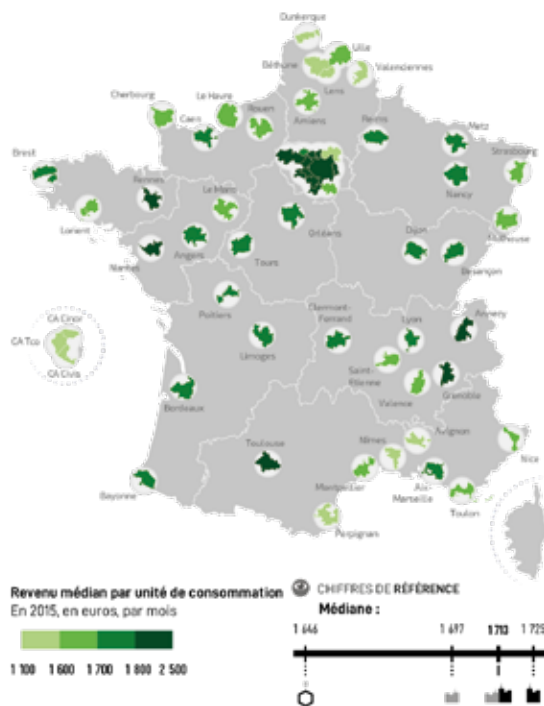 Dunkerque
Lille
Béthune
Valenciennes
Lens
Cherbourg
Le Havre
Rouen
Amiens
Caen
Reims
Metz
Strasbourg
Brest
Rennes
Nancy
Le Mans
Lorient
Mulhouse
Orléans
Dijon
Nantes
Angers
Tours
Besançon
Poitiers
Clermont-
Ferrand
Lyon
Annecy
CA Cinor
CA Tco
CA Civis
Limoges
Saint-
Etienne
Grenoble
Valence
Bordeaux
Avignon
Toulouse
Nîmes
Nice
Bayonne
Montpellier
Aix-
Marseille
Toulon
Perpignan
Revenu médian par unité de consommation
En 2015, en euros, par mois
1 100 1 600 1 700 1 800 2 500
CHIFFRES DE RÉFÉRENCE
Médiane :
1 646 1 697 1 713 1 725